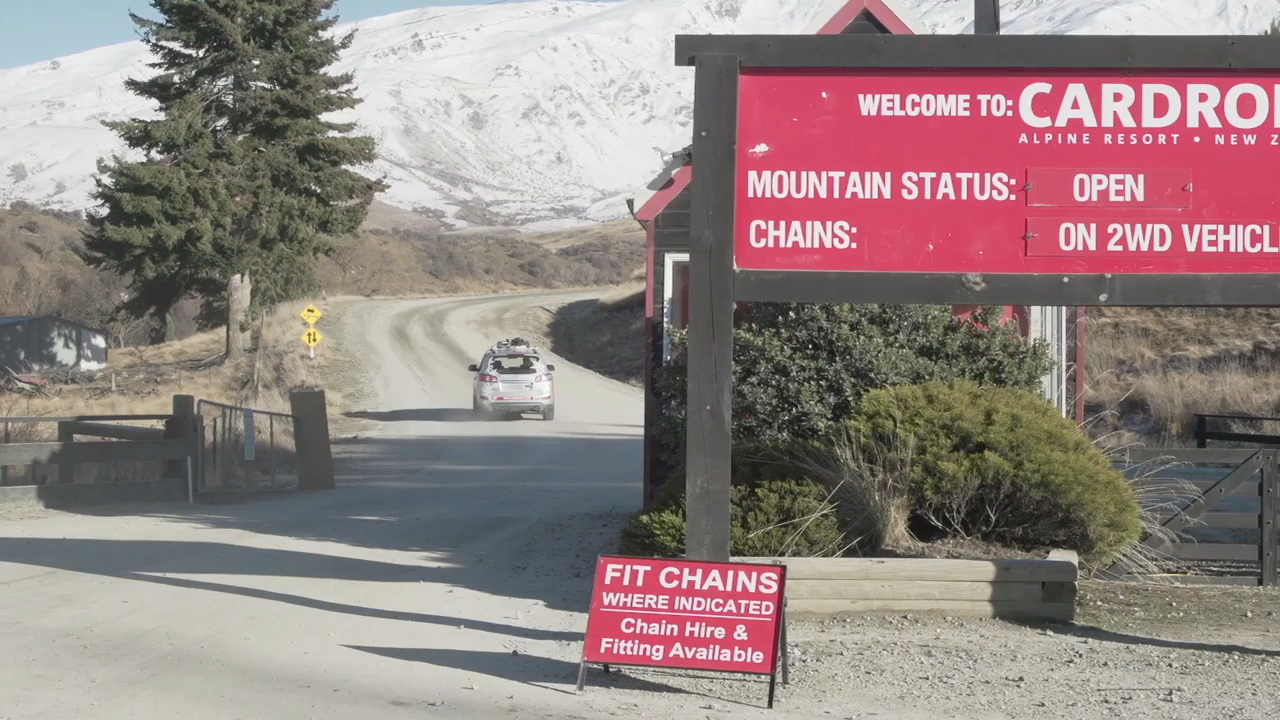 WELCOME TO: CARDRO
ALPINE RESORT • NEW Z
MOUNTAIN STATUS: OPEN
CHAINS: ON 2WD VEHICL
FIT CHAINS
WHERE INDICATED
Chain Hire &
Fitting Available